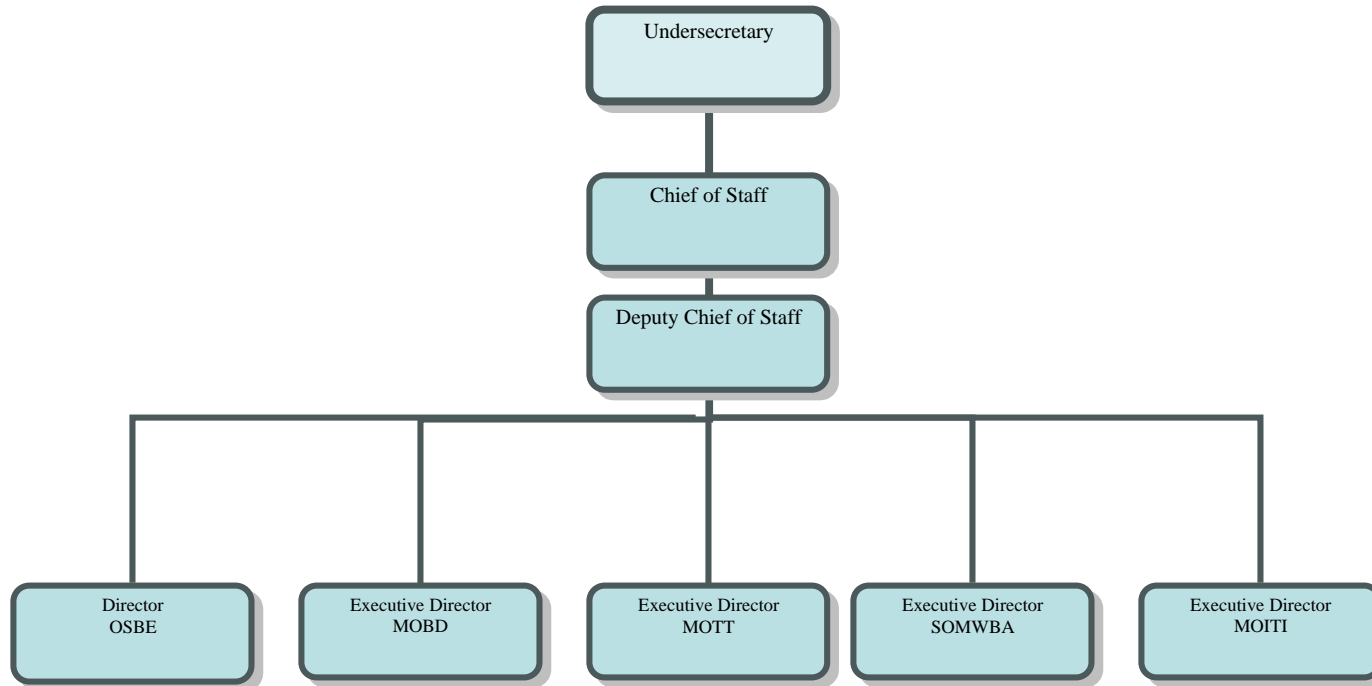 Undersecretary
Chief of Staff
Deputy Chief of Staff
Director
OSBE
Executive Director
MOBD
Executive Director
MOTT
Executive Director
SOMWBA
Executive Director
MOITI